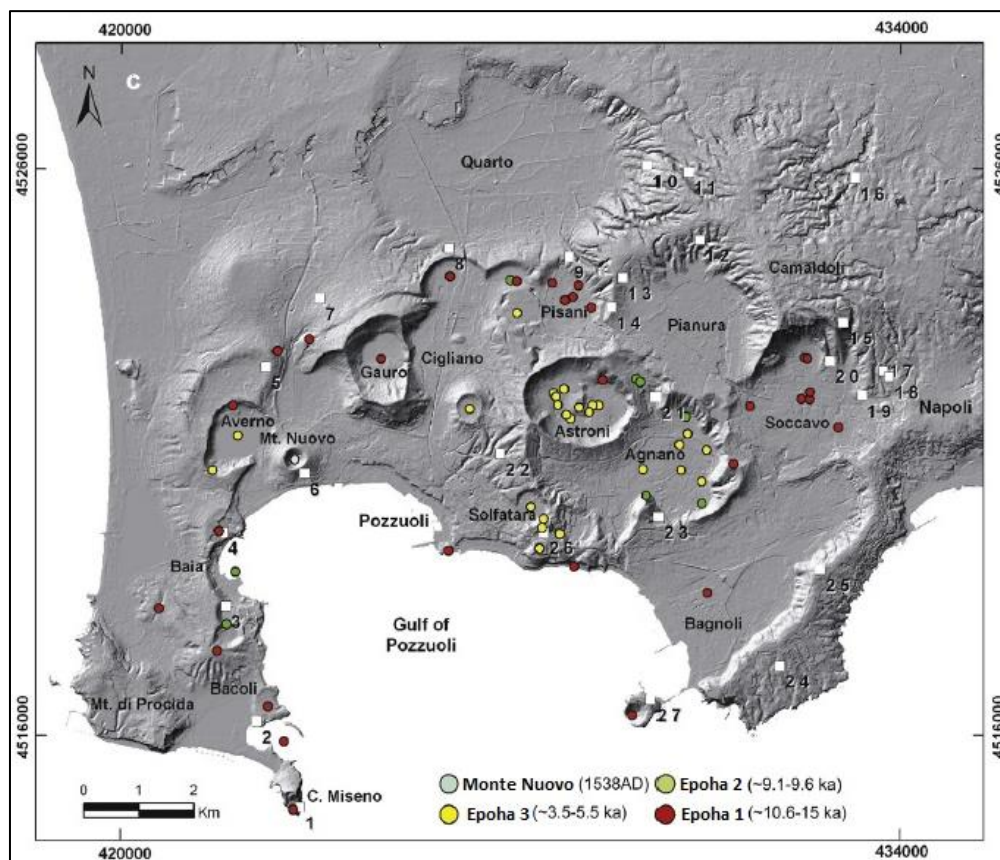 420000
434000
N
C
4526000
4526000
Quarto
10
11
16
12
8
9
Camaldoli
13
7
Pisani
14
Pianura
15
Gauro
Cigliano
5
20
17
18
21
19
Napoli
Averno
Astroni
Soccavo
Mt. Nuovo
Agnano
22
6
Solfatara
Pozzuoli
23
26
4
Baia
25
3
Bagnoli
Gulf of
Pozzuoli
24
Bacoli
Mt. di Procida
27
4516000
4516000
2
Monte Nuovo (1538AD)
Epoha 2 (~9.1-9.6 ka)
0 1 2
Km
C. Miseno
Epoha 3 (~3.5-5.5 ka)
Epoha 1 (~10.6-15 ka)
1
420000
434000